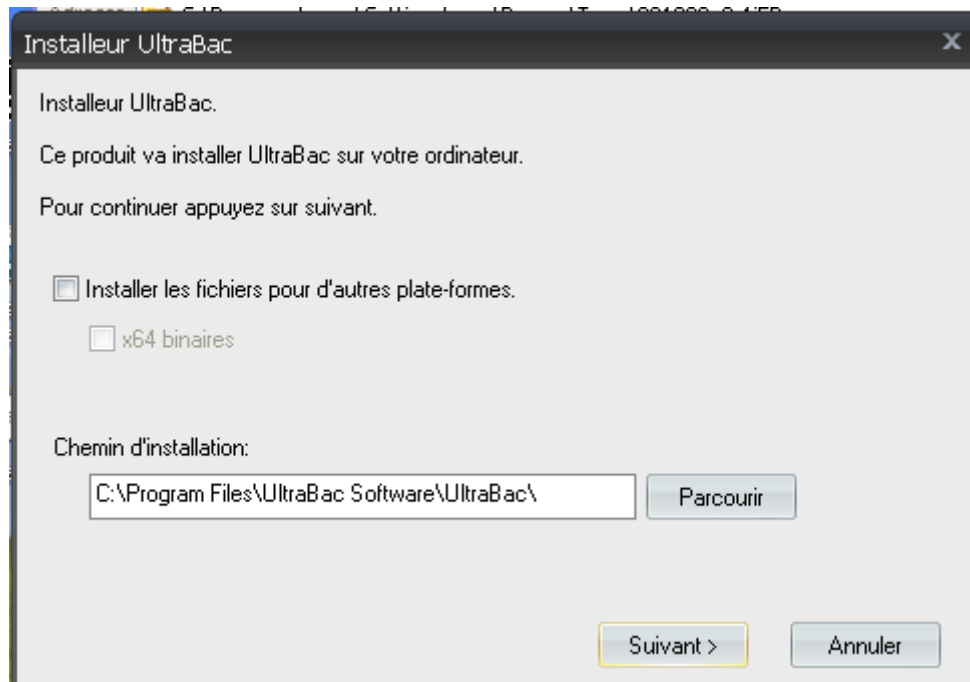 Installeur UltraBac
Installeur UltraBac.
Ce produit va installer UltraBac sur votre ordinateur.
Pour continuer appuyez sur suivant.
Installer les fichiers pour d'autres plate-formes.
x64 binaires
Chemin d'installation:
C:\Program Files\UltraBac Software\UltraBac\
Parcourir
Suivant >
Annuler